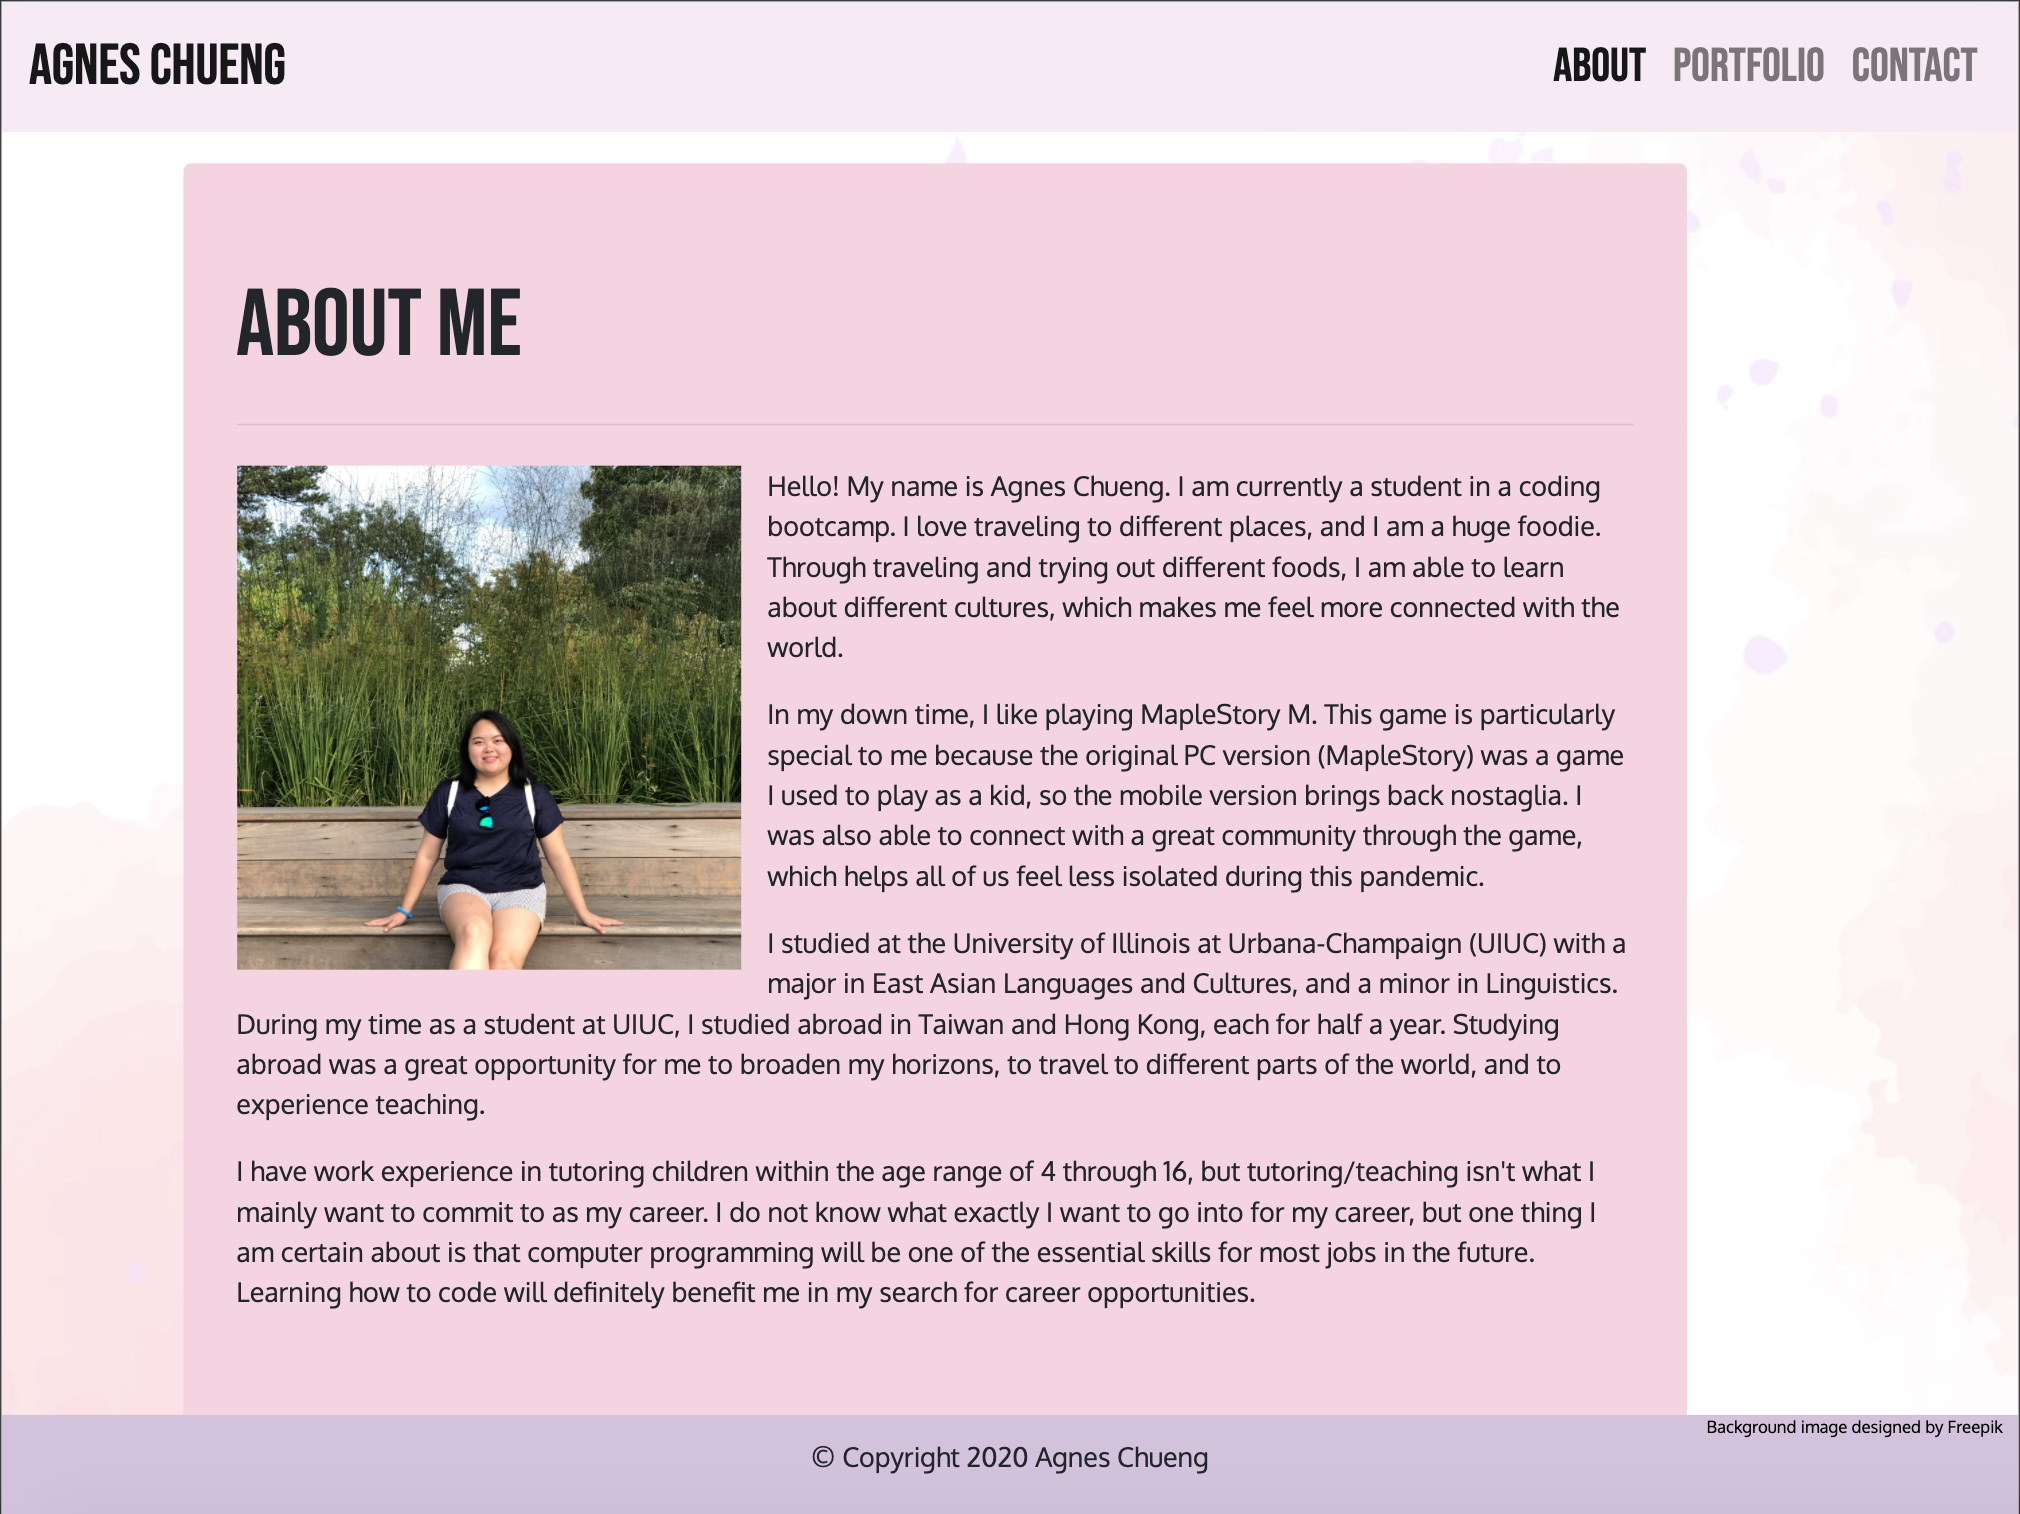 AGNES CHUENG
ABOUT PORTFOLIO CONTACT
ABOUT ME
Hello! My name is Agnes Chueng. I am currently a student in a coding
bootcamp. I love traveling to different places, and I am a huge foodie.
Through traveling and trying out different foods, I am able to learn
about different cultures, which makes me feel more connected with the
world.
In my down time, I like playing MapleStory M. This game is particularly
special to me because the original PC version (MapleStory) was a game
I used to play as a kid, so the mobile version brings back nostaglia. I
was also able to connect with a great community through the game,
which helps all of us feel less isolated during this pandemic.
I studied at the University of Illinois at Urbana-Champaign (UIUC) with a
major in East Asian Languages and Cultures, and a minor in Linguistics.
During my time as a student at UIUC, I studied abroad in Taiwan and Hong Kong, each for half a year. Studying
abroad was a great opportunity for me to broaden my horizons, to travel to different parts of the world, and to
experience teaching.
I have work experience in tutoring children within the age range of 4 through 16, but tutoring/teaching isn't what I
mainly want to commit to as my career. I do not know what exactly I want to go into for my career, but one thing I
am certain about is that computer programming will be one of the essential skills for most jobs in the future.
Learning how to code will definitely benefit me in my search for career opportunities.
Background image designed by Freepik
© Copyright 2020 Agnes Chueng